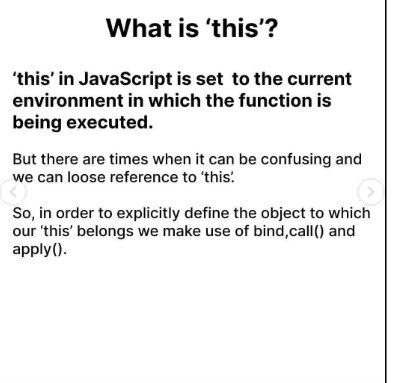 What is ‘this’?
‘this’ in JavaScript is set  to the current
environment in which the function is
being executed.
But there are times when it can be confusing and
we can loose reference to ‘this’.
So, in order to explicitly define the object to which
our ‘this’ belongs we make use of bind,call() and
apply().